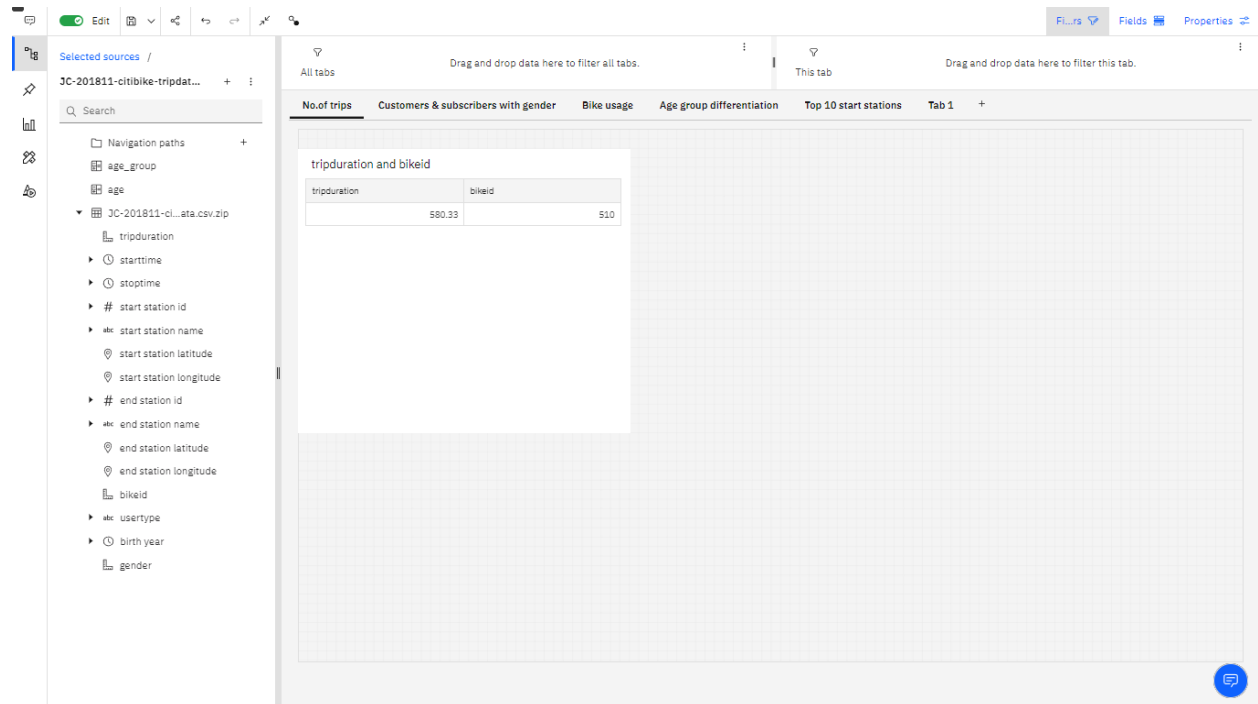 Edit
Fi...rs
Fields
Properties
Selected sources /
JC-201811-citibike-tripdat...
Search
Navigation paths
age_group
age
JC-201811-ci...ata.csv.zip
tripduration
starttime
stoptime
# start station id
abc start station name
start station latitude
start station longitude
# end station id
abc end station name
end station latitude
end station longitude
bikeid
abc usertype
birth year
gender
All tabs
Drag and drop data here to filter all tabs.
This tab
Drag and drop data here to filter this tab.
No.of trips Customers & subscribers with gender Bike usage Age group differentiation Top 10 start stations Tab 1 +
tripduration and bikeid
tripduration bikeid
580.33 510